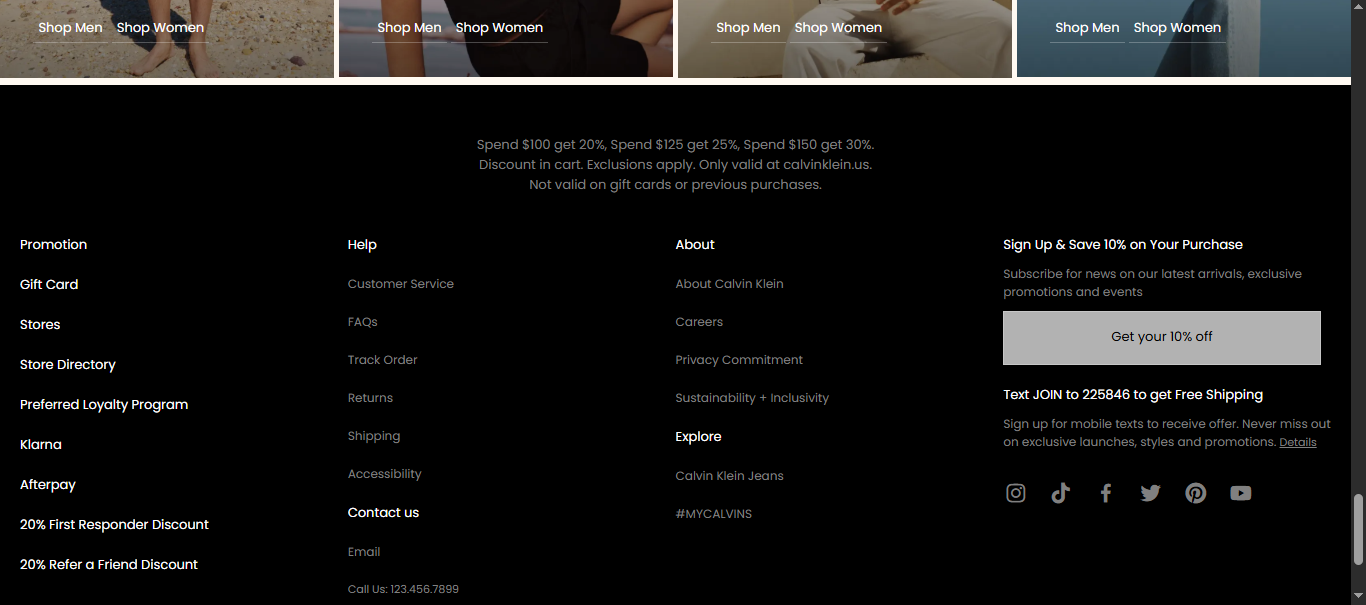 Shop Men Shop Women Shop Men Shop Women Shop Men Shop Women Shop Men Shop Women
Spend $100 get 20%, Spend $125 get 25%, Spend $150 get 30%.
Discount in cart. Exclusions apply. Only valid at calvinklein.us.
Not valid on gift cards or previous purchases.
Promotion
Gift Card
Stores
Store Directory
Preferred Loyalty Program
Klarna
Afterpay
20% First Responder Discount
20% Refer a Friend Discount
Help
Customer Service
FAQs
Track Order
Returns
Shipping
Accessibility
Contact us
Email
Call Us: 123.456.7899
About
About Calvin Klein
Careers
Privacy Commitment
Sustainability + Inclusivity
Explore
Calvin Klein Jeans
#MYCALVINS
Sign Up & Save 10% on Your Purchase
Subscribe for news on our latest arrivals, exclusive
promotions and events
Get your 10% off
Text JOIN to 225846 to get Free Shipping
Sign up for mobile texts to receive offer. Never miss out
on exclusive launches, styles and promotions. Details